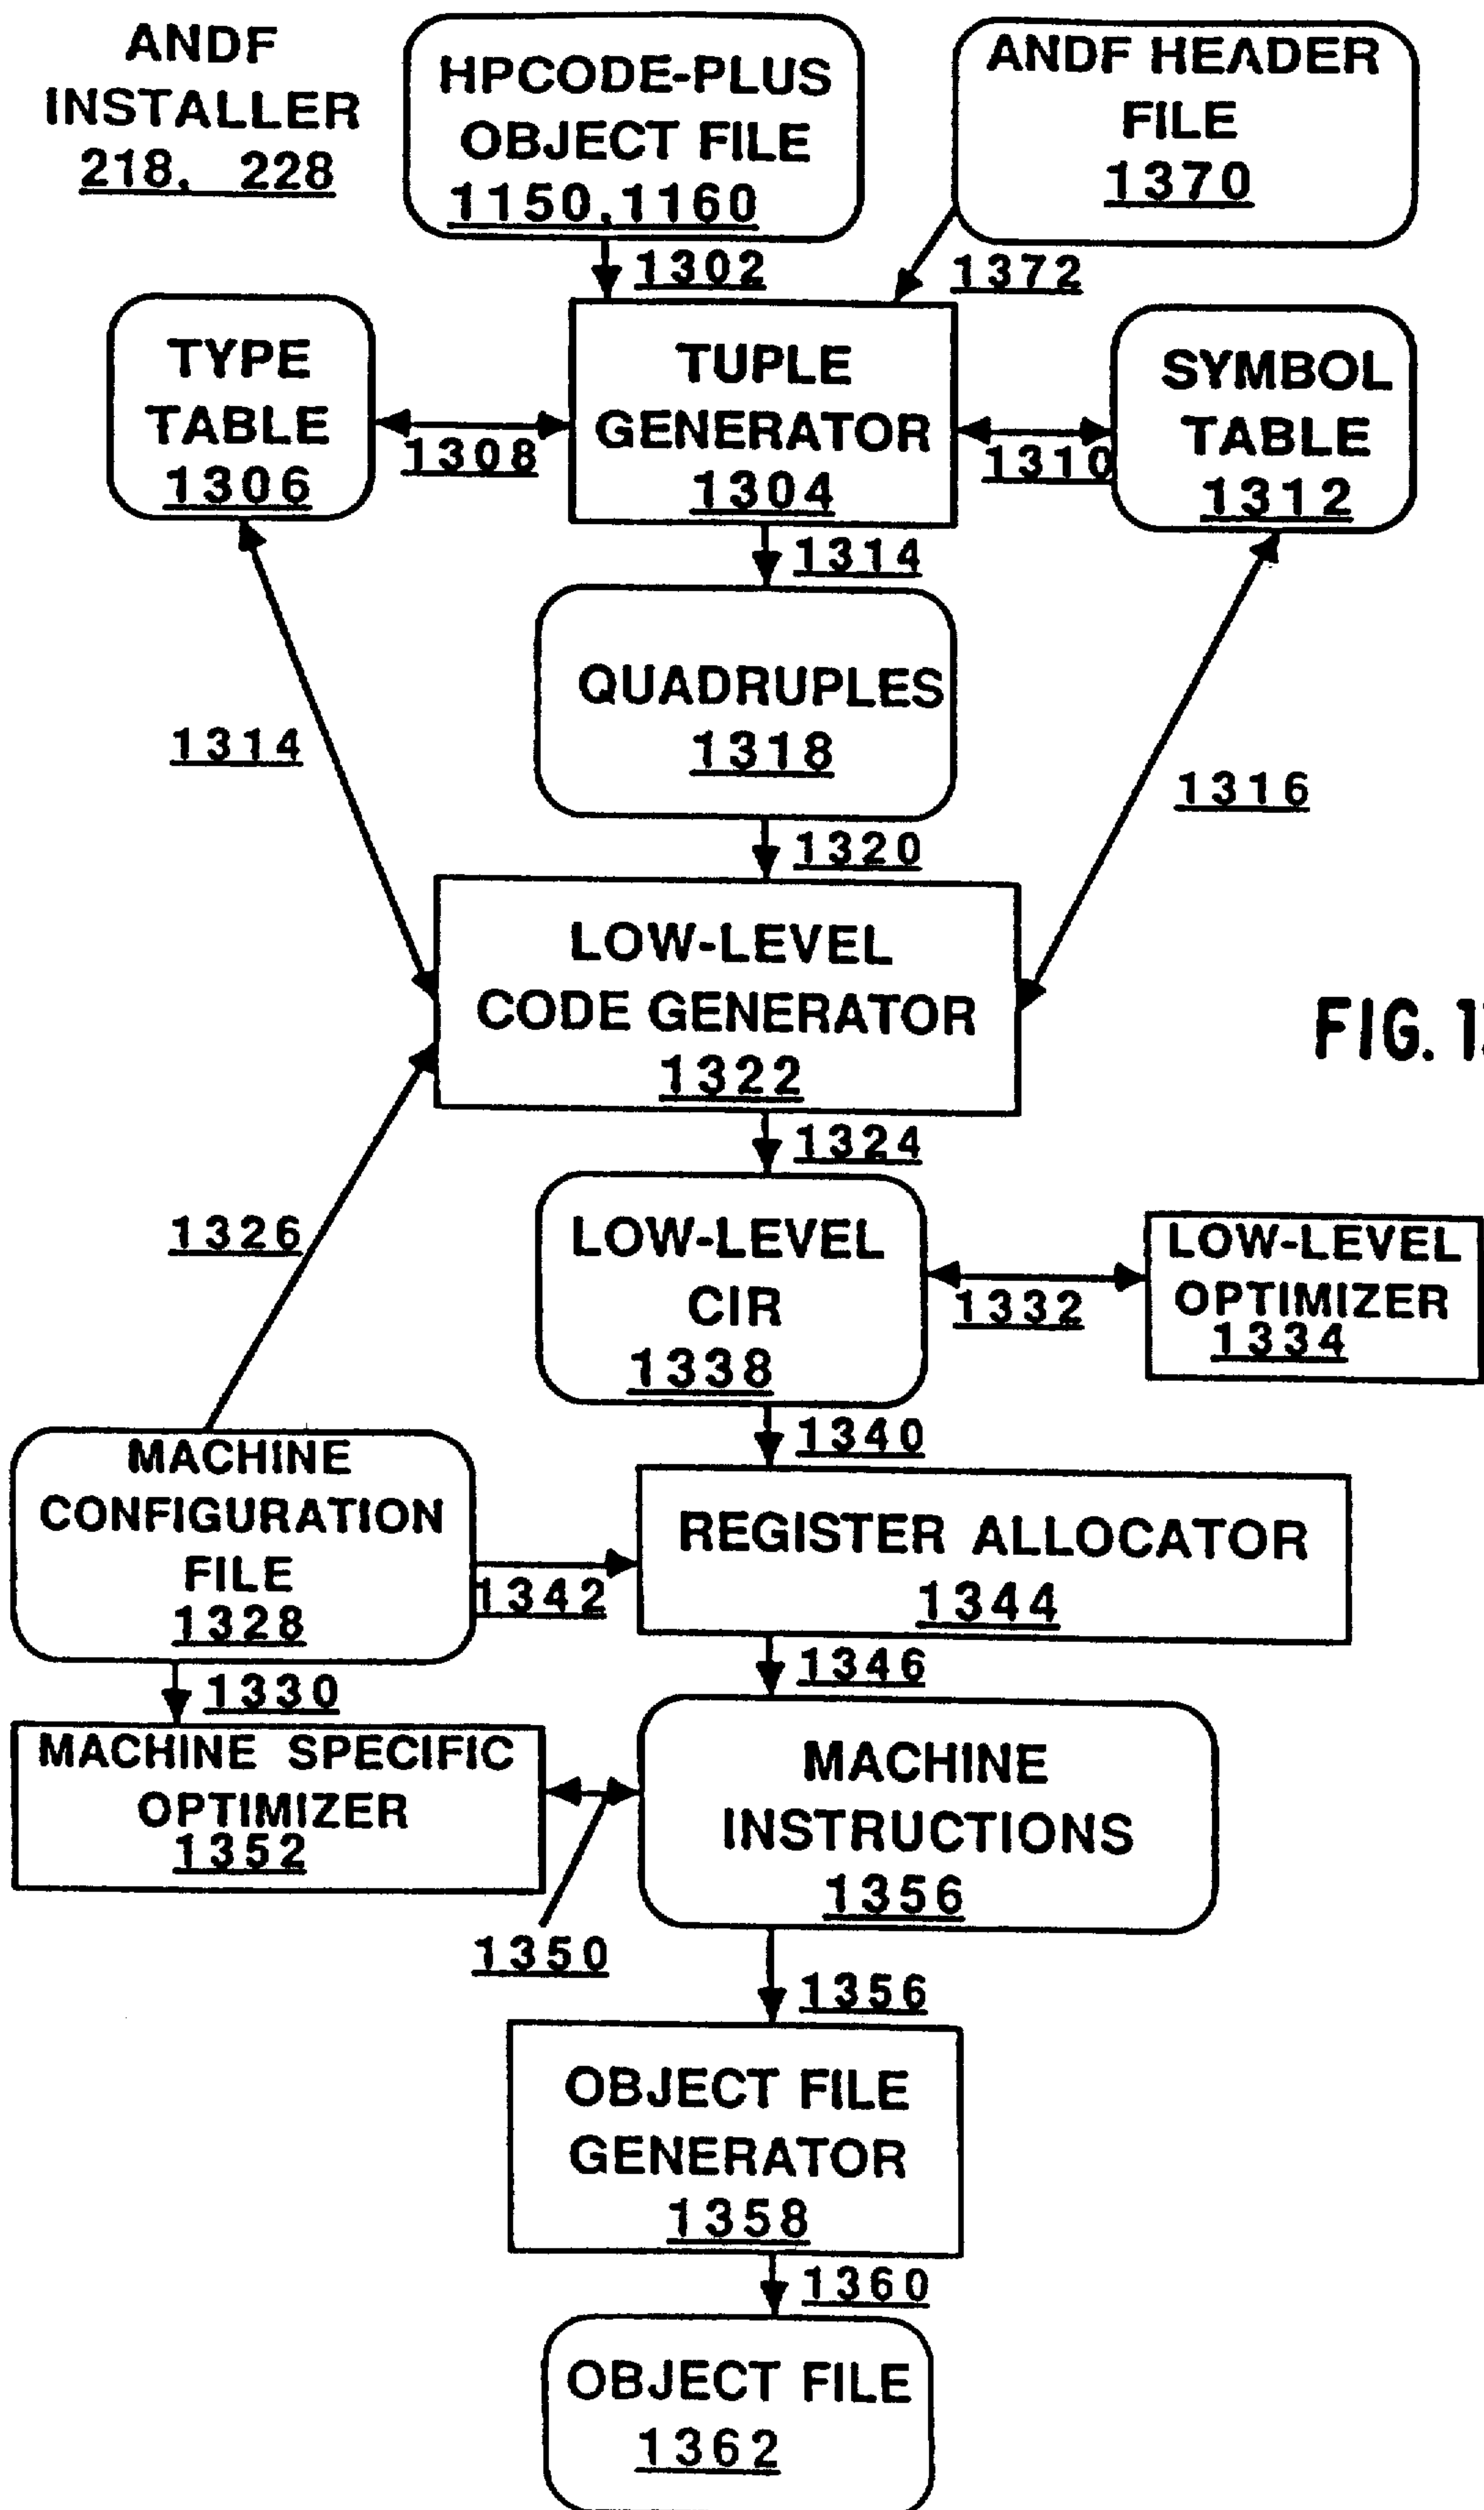 ANDF
INSTALLER
218, 228
HPCODE-PLUS
OBJECT FILE
1150,1160
ANDF HEADER
FILE
1370
1302
1372
TYPE
TABLE
1306
1308
TUPLE
GENERATOR
1304
1310
SYMBOL
TABLE
1312
1314
QUADRUPLES
1318
1314
1316
1320
LOW-LEVEL
CODE GENERATOR
1322
FIG.
1324
1326
LOW-LEVEL
CIR
1338
1332
LOW-LEVEL
OPTIMIZER
1334
1340
MACHINE
CONFIGURATION
FILE
1328
1342
REGISTER ALLOCATOR
1344
1330
1346
MACHINE SPECIFIC
OPTIMIZER
1352
MACHINE
INSTRUCTIONS
1356
1350
1356
OBJECT FILE
GENERATOR
1358
1360
OBJECT FILE
1362